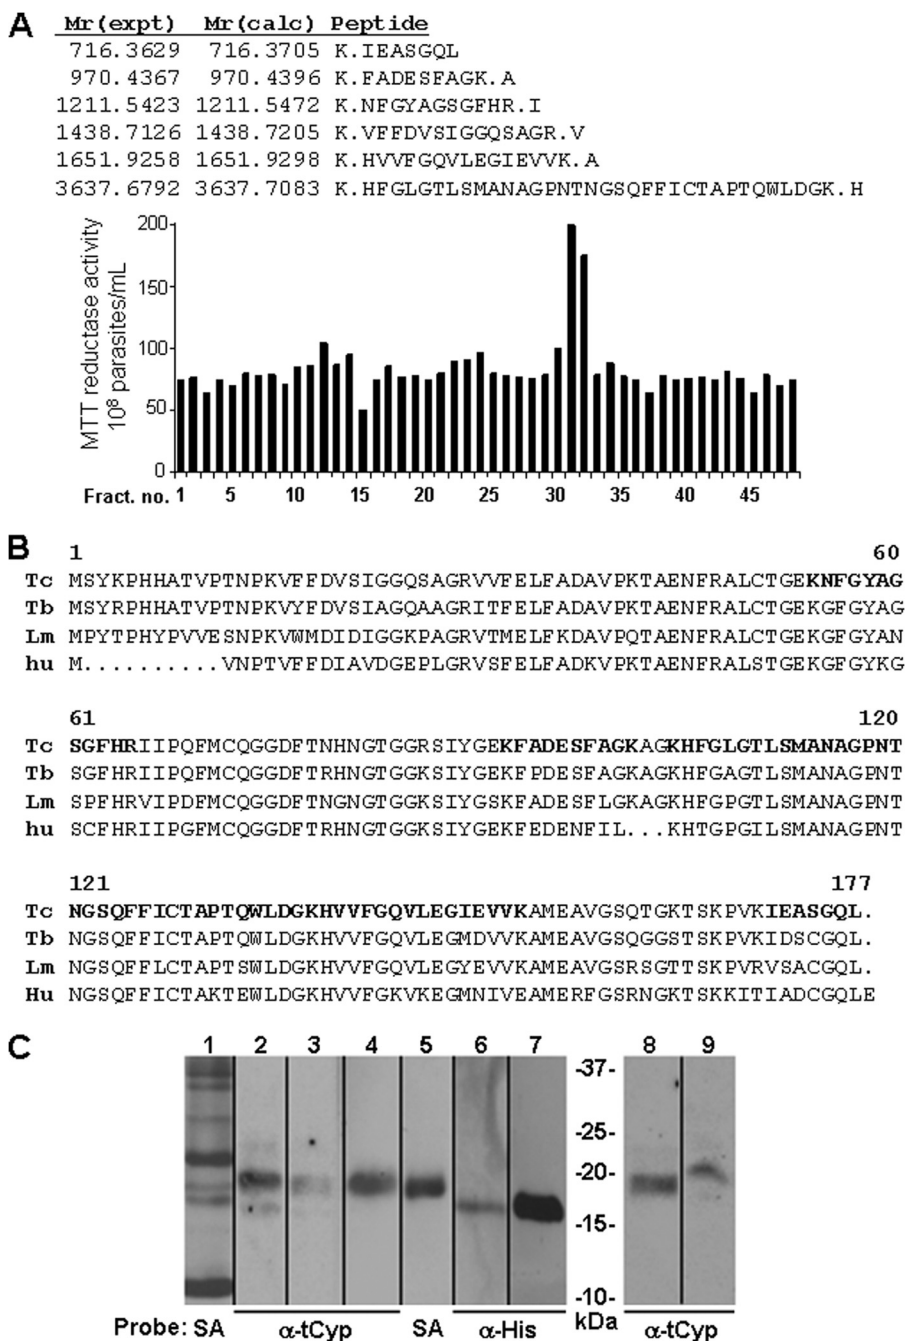 A
Mr(expt) Mr(calc) Peptide
716.3629 716.3705 K.IEASGQL
970.4367 970.4396 K.FADESFAGK.A
1211.5423 1211.5472 K.NFGYAGSGFHR.I
1438.7126 1438.7205 K.VFFDVSIGGQSAGR.V
1651.9258 1651.9298 K.HVVFGQVLEGIEVVK.A
3637.6792 3637.7083 K.HFGLGTLSMANAGPNTNGSQFFICTAPTQWLDGK.H
MTT reductase activity
10⁸ parasites/mL
200
150
100
50
0
Fract. no. 1 5 10 15 20 25 30 35 40 45
B
1 60
Tc MSYKPHHATVPTNPKVFFDVSIGGQSAGRVVFELFADAVPKTAENFRALCTGEKNFGYAG
Tb MSYRPHHATVPTNPKVYFDVSIAGQAAGRITFELFADAVPKTAENFRALCTGEKGFGYAG
Lm MPYTPHYPVVESNPKVWMDIDIGGKPAGRVTMELFKDAVPQTAENFRALCTGEKGFGYAN
hu M..........VNPTVFFDIAVDGEPLGRVSFELFADKVPKTAENFRALSTGEKGFGYKG
61 120
Tc SGFHRIIPQFMCQGGDFTNHNGTGGRSIYGEKFADESFAGKAGKHFGLGTLSMANAGPNT
Tb SGFHRIIPQFMCQGGDFTRHNGTGGKSIYGEKFPDESFAGKAGKHFGAGTLSMANAGPNT
Lm SPFHRVIPDFMCQGGDFTNGNGTGGKSIYGSKFADESFLGKAGKHFGPGTLSMANAGPNT
hu SCFHRIIPGFMCQGGDFTRHNGTGGKSIYGEKFEDENFIL...KHTGPGILSMANAGPNT
121 177
Tc NGSQFFICTAPTQWLDGKHVVFGQVLEGIEVVKAMEAVGSQTGKTSKPVKIEASGQL.
Tb NGSQFFICTAPTQWLDGKHVVFGQVLEGMDVVKAMEAVGSQGGSTSKPVKIDSCGQL.
Lm NGSQFFLCTAPTSWLDGKHVVFGQVLEGYEVVKAMEAVGSRSGTTSKPVRVSACGQL.
Hu NGSQFFICTAKTEWLDGKHVVFGKVKEGMNIVEAMERFGSRNGKTSKKITIADCGQLE
C
1 2 3 4 5 6 7 8 9
-37-
-25-
-20-
-15-
-10-
kDa
Probe: SA α-tCyp SA α-His α-tCyp